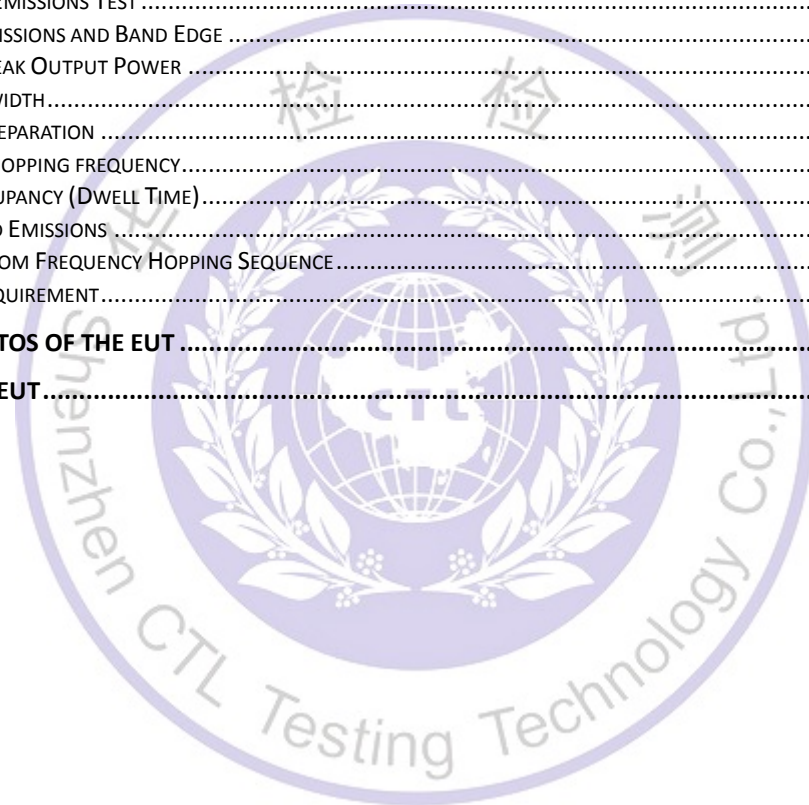 EMISSIONS TEST
ISSIONS AND BAND EDGE
EAK OUTPUT POWER
WIDTH
EPARATION
OPPING FREQUENCY
UPANCY (DWELL TIME)
D EMISSIONS
OM FREQUENCY HOPPING SEQUENCE
QUIREMENT
TOS OF THE EUT
EUT
华 检 检 测
Shenzhen CTL Testing Technology Co., Ltd.
CTL